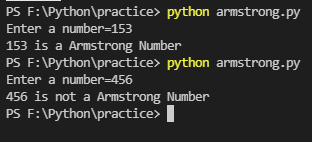 PS F:\Python\practice> python armstrong.py
Enter a number=153
153 is a Armstrong Number
PS F:\Python\practice> python armstrong.py
Enter a number=456
456 is not a Armstrong Number
PS F:\Python\practice>